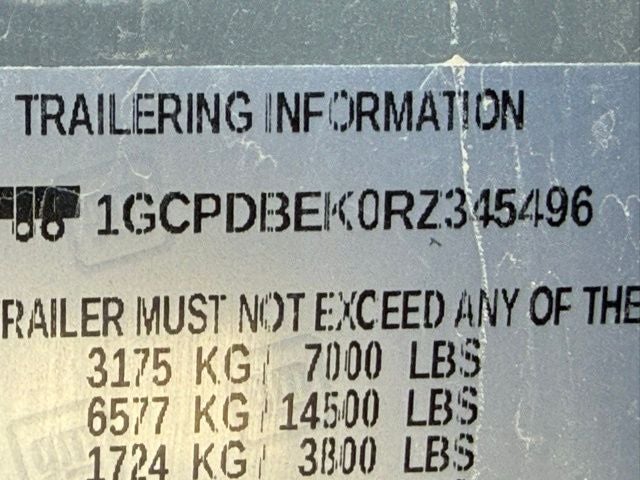 TRAILERING INFORMATION
1GCPDBEK0RZ345496
RAILER MUST NOT EXCEED ANY OF THE
3175 KG / 7000 LBS
6577 KG / 14500 LBS
1724 KG / 3800 LBS